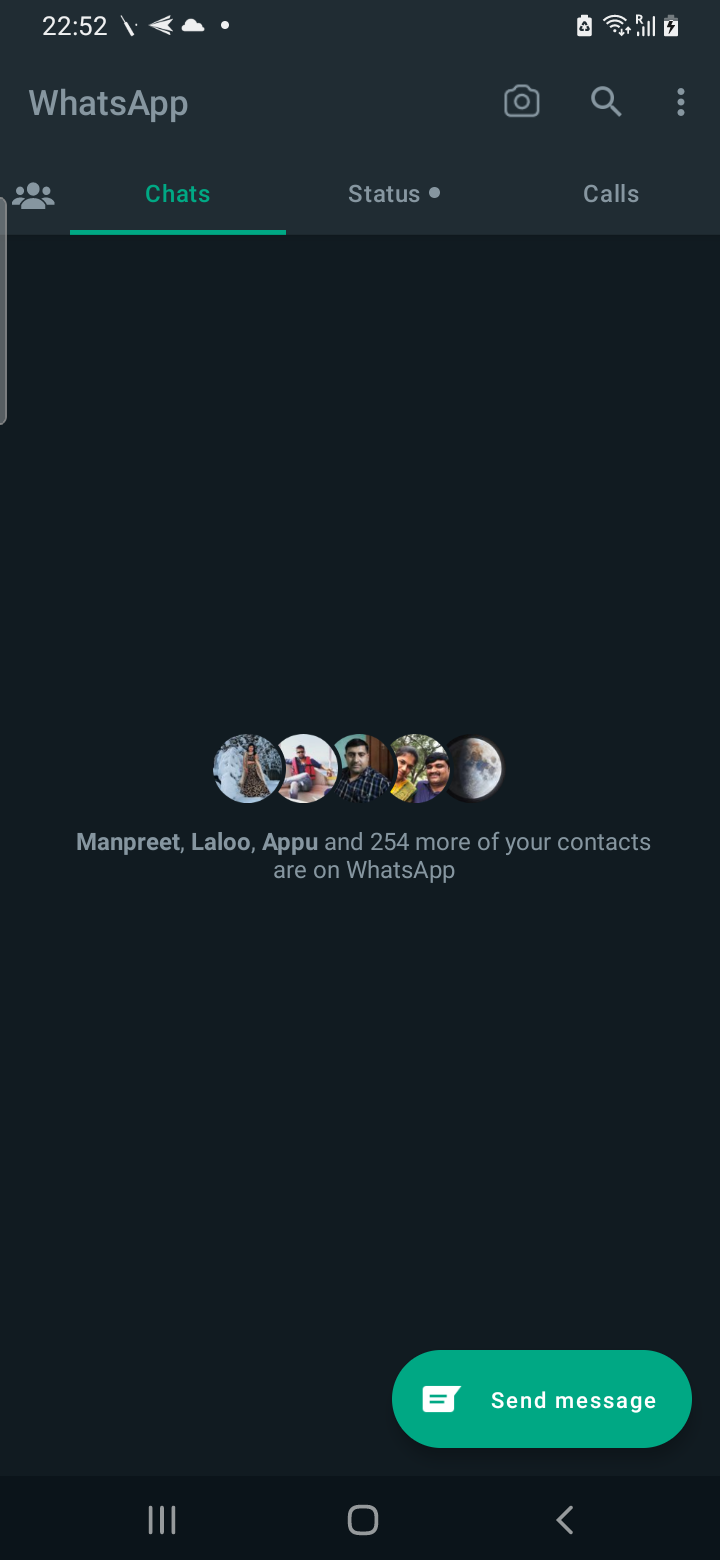 22:52
R
WhatsApp
Chats
Status
Calls
Manpreet, Laloo, Appu and 254 more of your contacts
are on WhatsApp
Send message